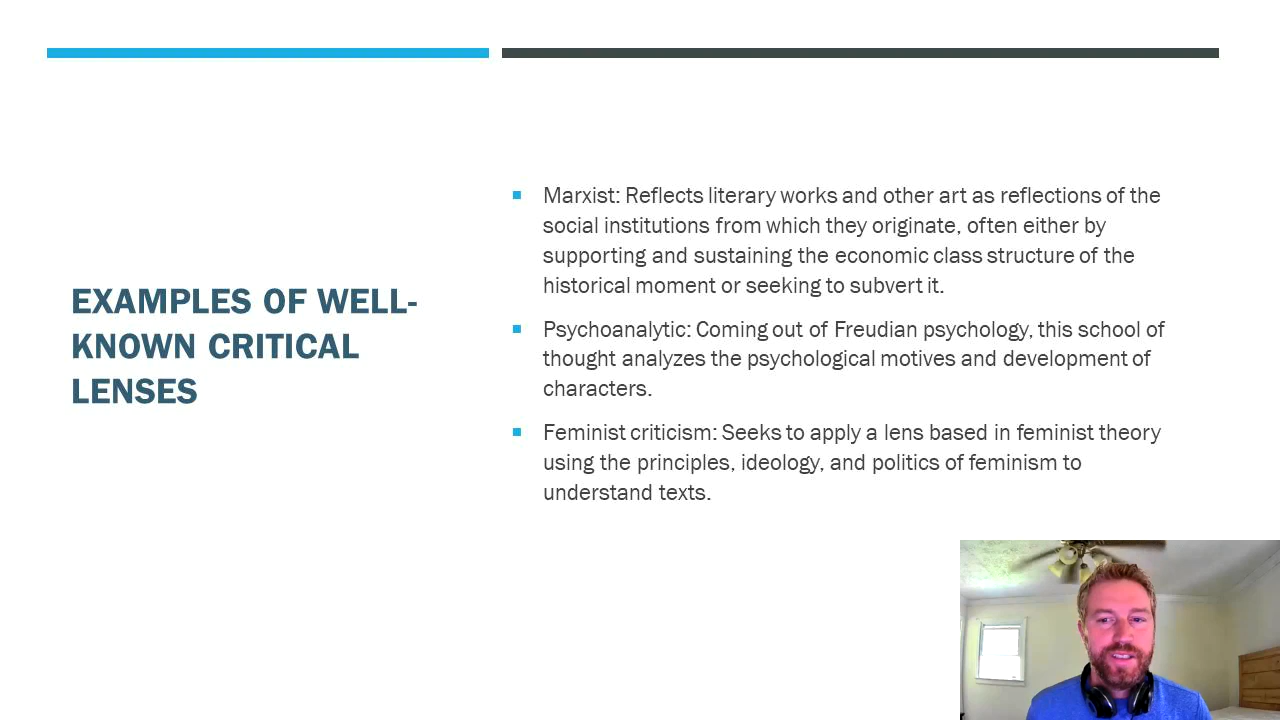 EXAMPLES OF WELL-
KNOWN CRITICAL
LENSES
Marxist: Reflects literary works and other art as reflections of the
social institutions from which they originate, often either by
supporting and sustaining the economic class structure of the
historical moment or seeking to subvert it.
Psychoanalytic: Coming out of Freudian psychology, this school of
thought analyzes the psychological motives and development of
characters.
Feminist criticism: Seeks to apply a lens based in feminist theory
using the principles, ideology, and politics of feminism to
understand texts.